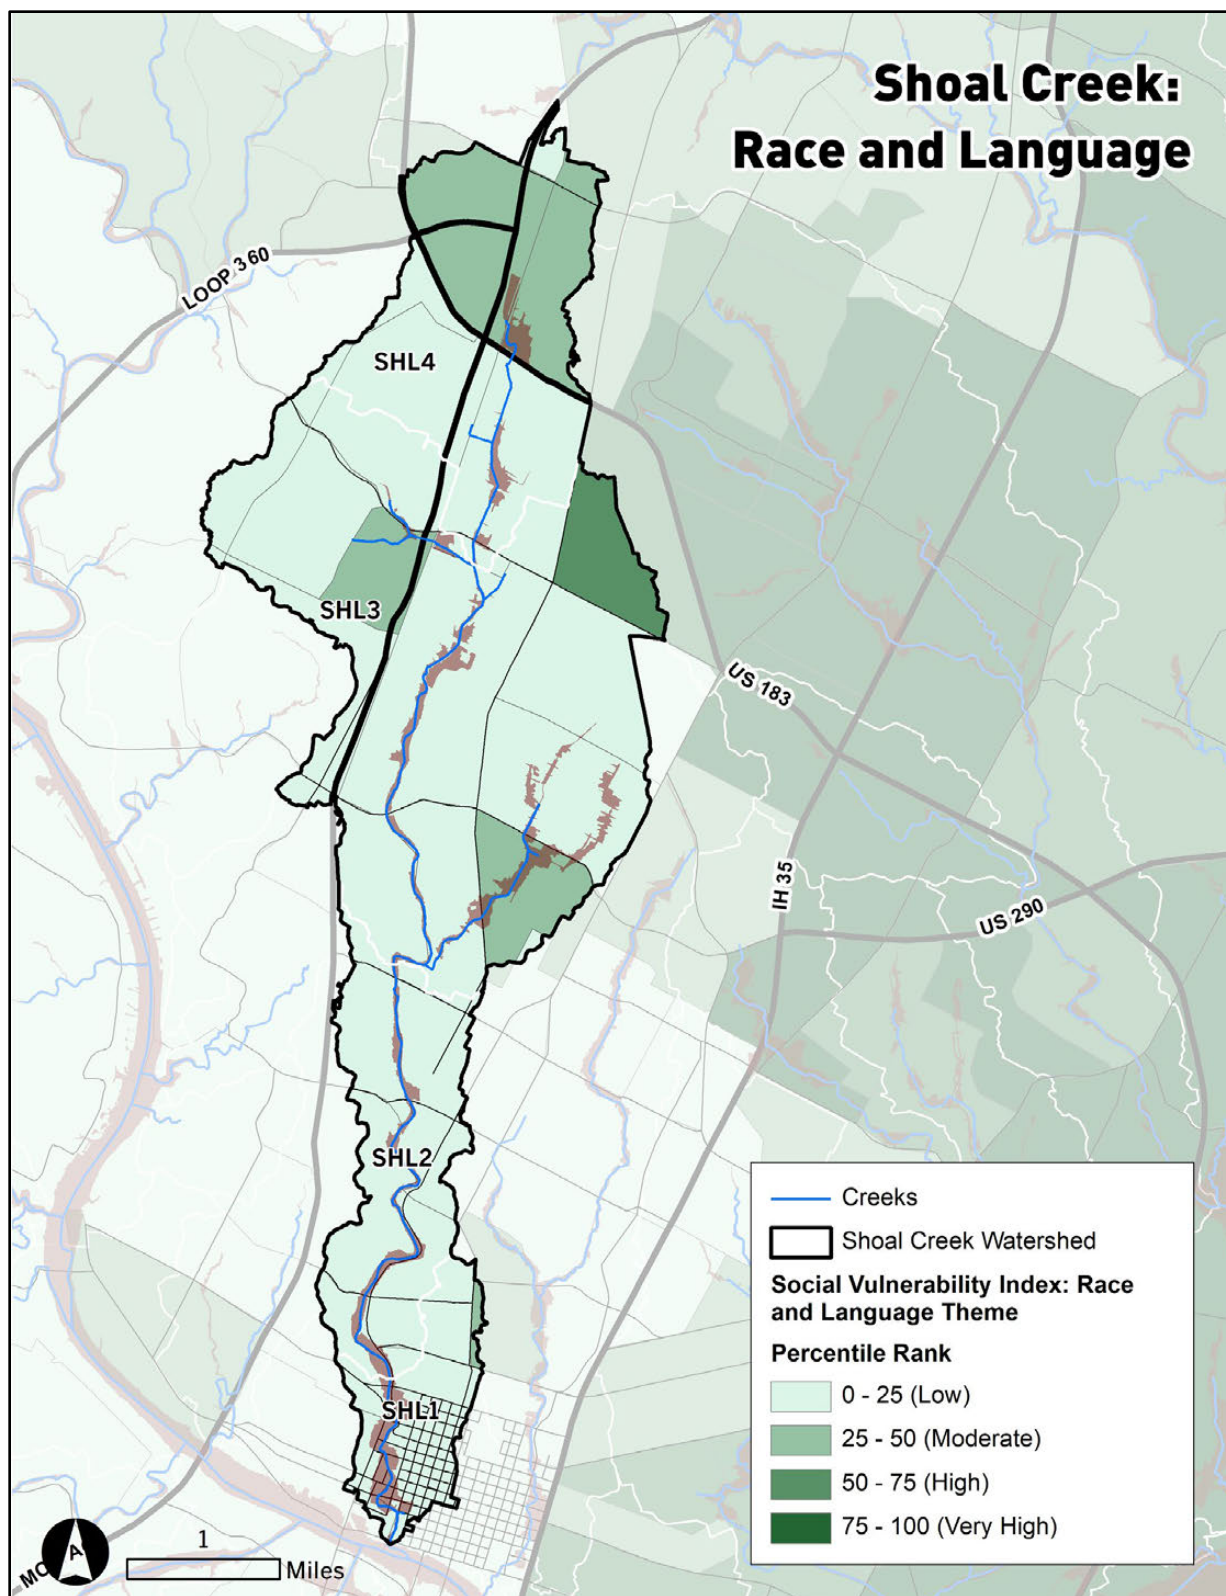 Shoal Creek:
Race and Language
LOOP 360
SHL4
SHL3
US 183
IH 35
US 290
SHL2
SHL1
Creeks
Shoal Creek Watershed
Social Vulnerability Index: Race
and Language Theme
Percentile Rank
0 - 25 (Low)
25 - 50 (Moderate)
50 - 75 (High)
75 - 100 (Very High)
A
1
Miles